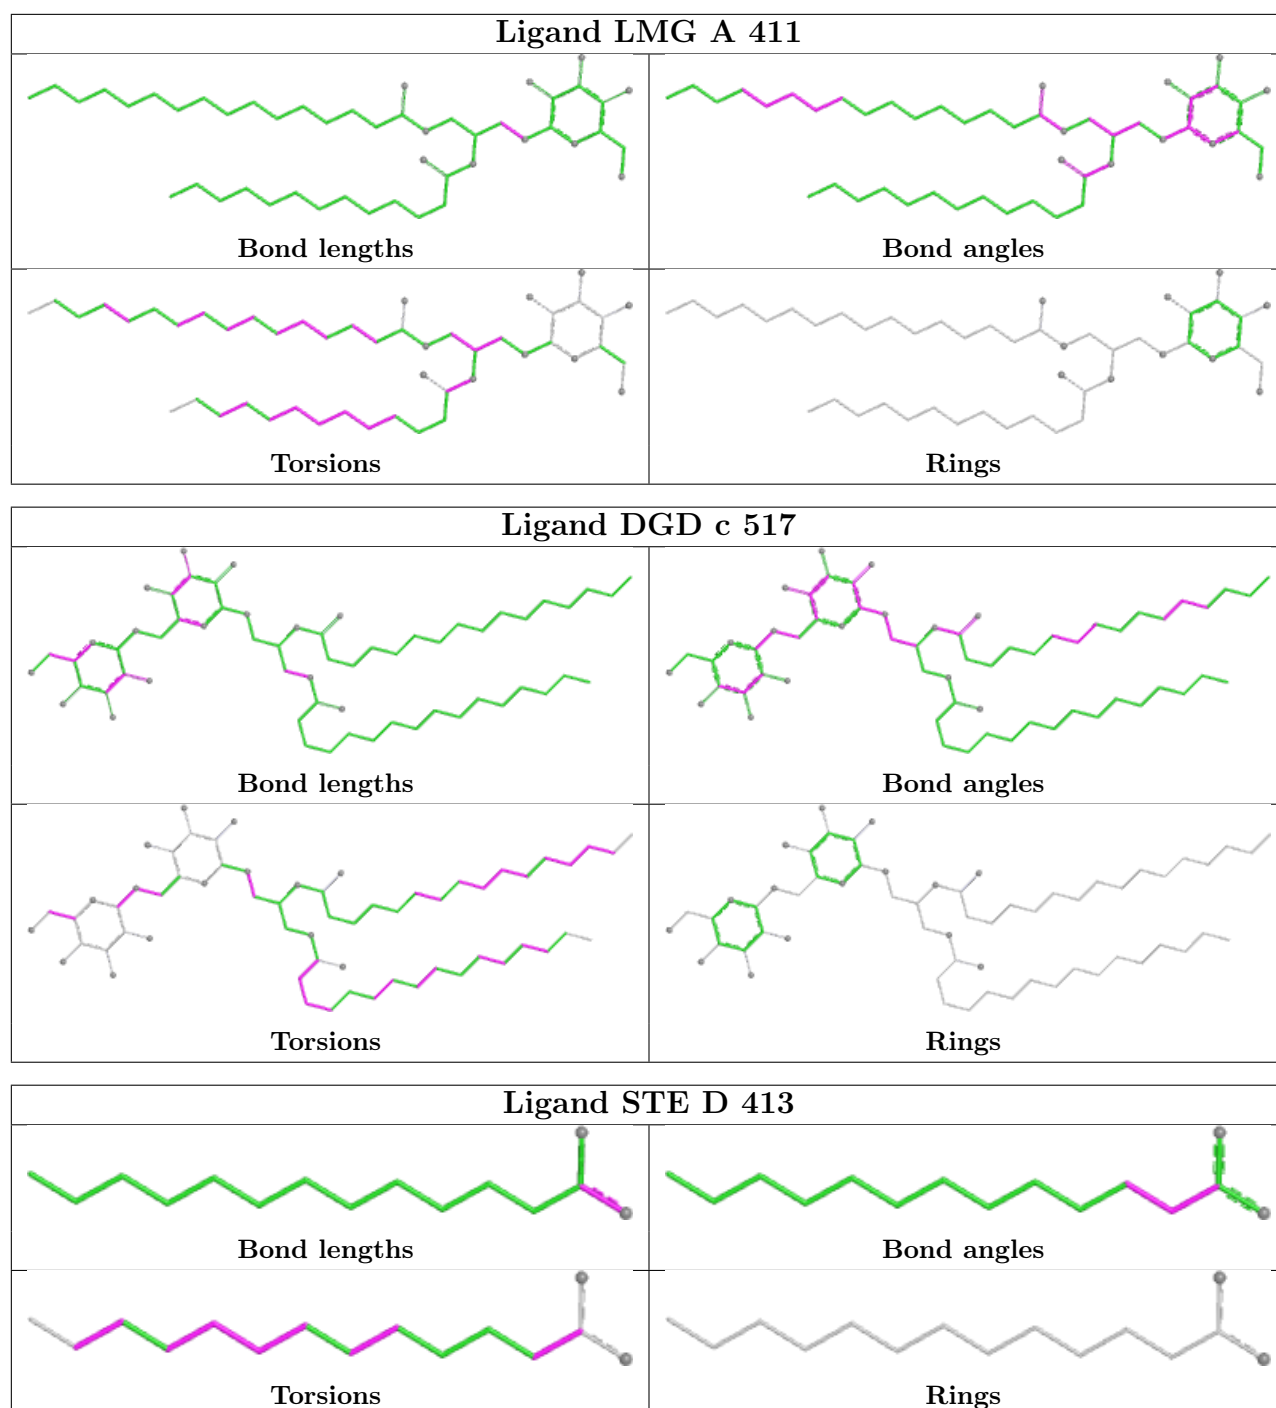 Ligand LMG A 411
Bond lengths
Bond angles
Torsions
Rings
Ligand DGD c 517
Bond lengths
Bond angles
Torsions
Rings
Ligand STE D 413
Bond lengths
Bond angles
Torsions
Rings